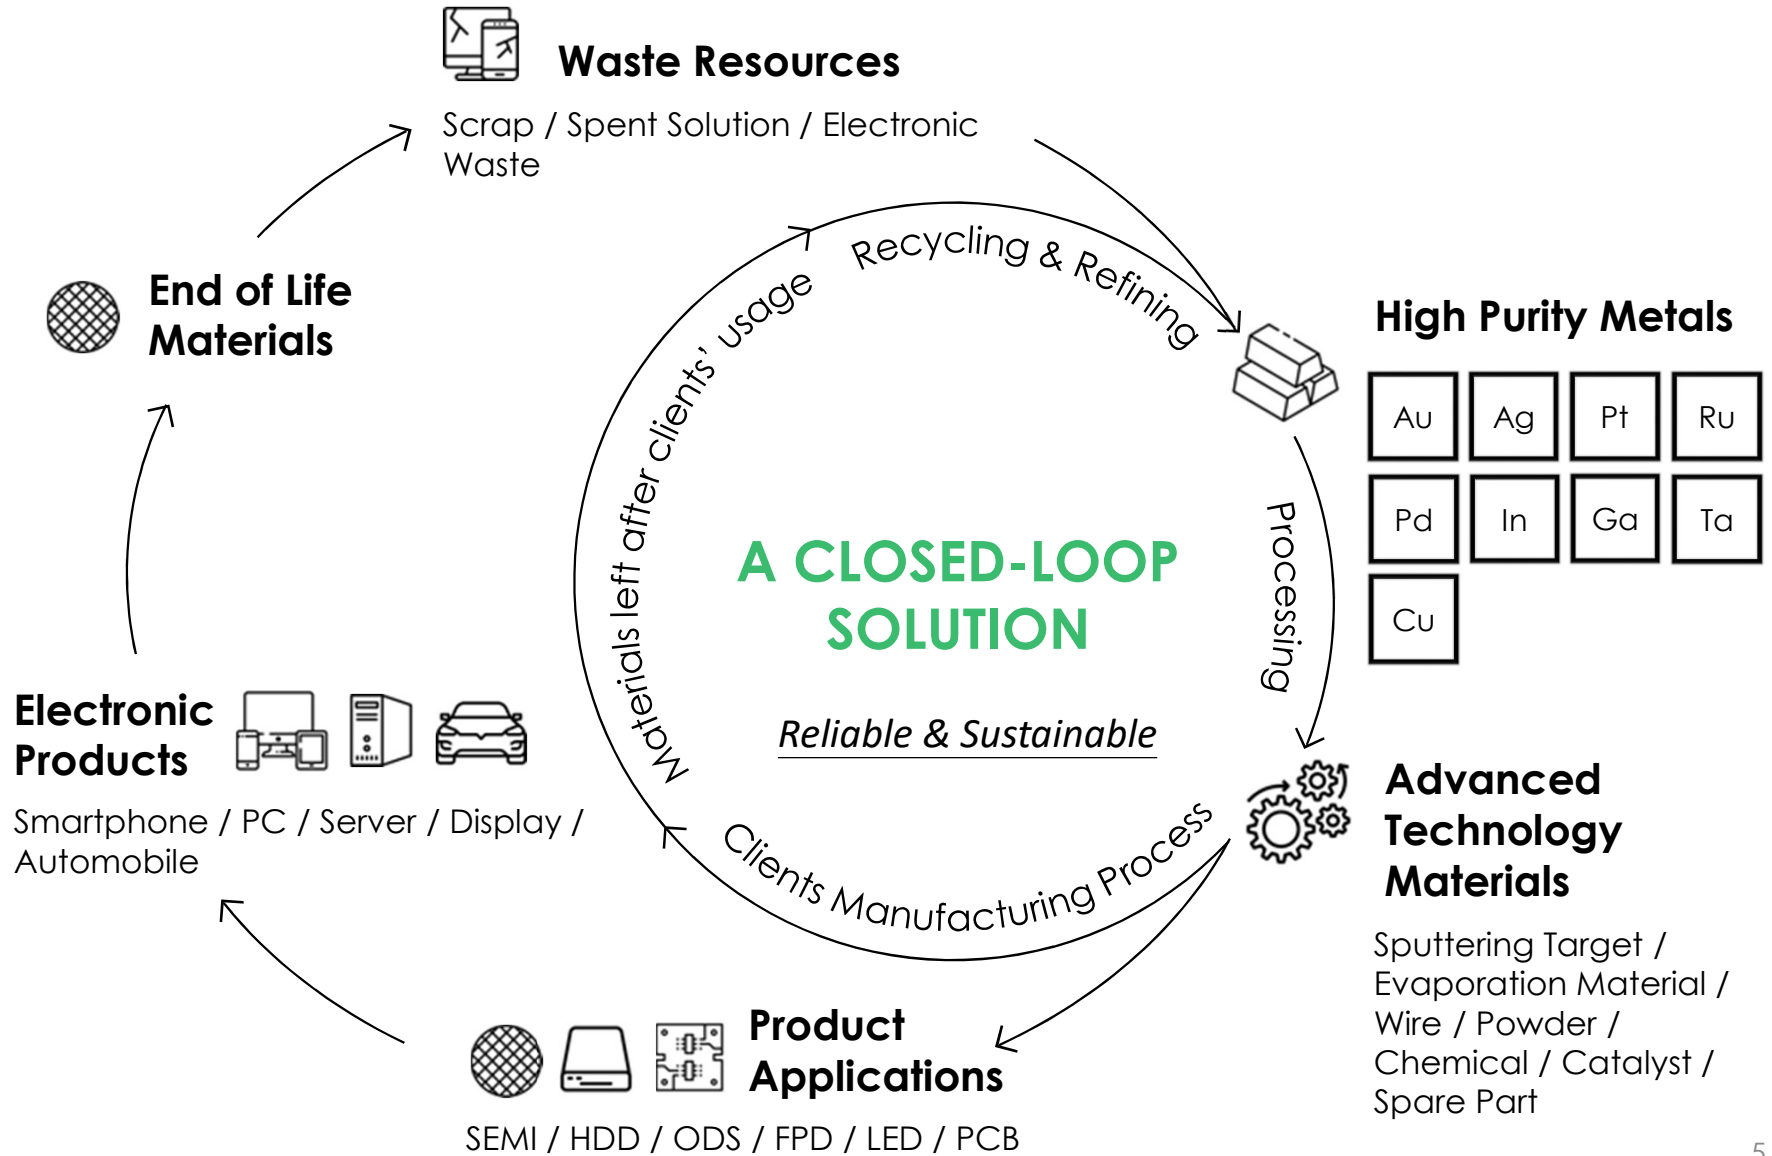 Waste Resources
Scrap / Spent Solution / Electronic
Waste
Recycling & Refining
High Purity Metals
Au
Ag
Pt
Ru
Pd
In
Ga
Ta
Cu
Processing
Advanced
Technology
Materials
Sputtering Target /
Evaporation Material /
Wire / Powder /
Chemical / Catalyst /
Spare Part
Clients Manufacturing Process
Product
Applications
SEMI / HDD / ODS / FPD / LED / PCB
Electronic
Products
Smartphone / PC / Server / Display /
Automobile
End of Life
Materials
Materials left after clients’ usage
A CLOSED-LOOP
SOLUTION
Reliable & Sustainable
5